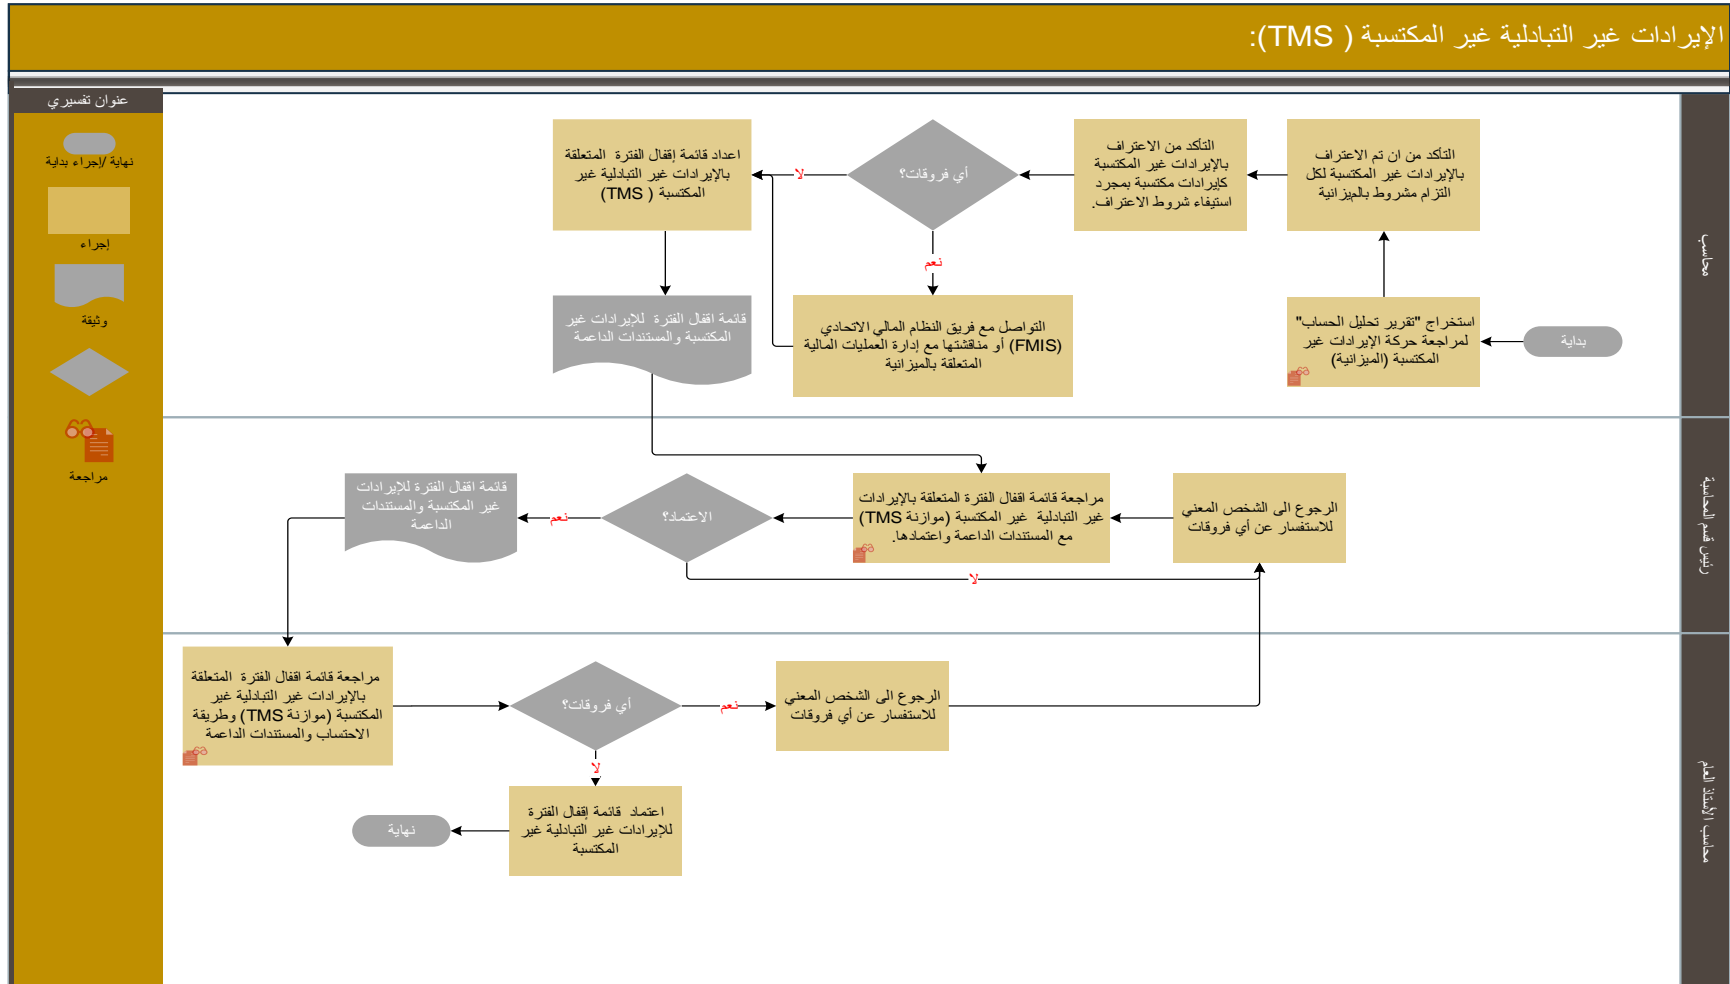 الإيرادات غير التبادلية غير المكتسبة ( TMS):
عنوان تفسيري
نهاية /إجراء بداية
إجراء
وثيقة
مراجعة
محاسب
بداية
استخراج "تقرير تحليل الحساب"
لمراجعة حركة الإيرادات غير
المكتسبة (الميزانية)
التأكد من ان تم الاعتراف
بالإيرادات غير المكتسبة لكل
التزام مشروط بالميزانية
التأكد من الاعتراف
بالإيرادات غير المكتسبة
كإيرادات مكتسبة بمجرد
استيفاء شروط الاعتراف.
أي فروقات؟
لا
نعم
التواصل مع فريق النظام المالي الاتحادي
(FMIS) أو مناقشتها مع إدارة العمليات المالية
المتعلقة بالميزانية
اعداد قائمة إقفال الفترة المتعلقة
بالإيرادات غير التبادلية غير
المكتسبة ( TMS)
قائمة اقفال الفترة للإيرادات غير
المكتسبة والمستندات الداعمة
رئيس قسم المحاسبة
الرجوع الى الشخص المعني
للاستفسار عن أي فروقات
مراجعة قائمة اقفال الفترة المتعلقة بالإيرادات
غير التبادلية غير المكتسبة (موازنة TMS)
مع المستندات الداعمة واعتمادها.
الاعتماد؟
نعم
لا
قائمة اقفال الفترة للإيرادات
غير المكتسبة والمستندات
الداعمة
محاسب الأستاذ العام
مراجعة قائمة اقفال الفترة المتعلقة
بالإيرادات غير التبادلية غير
المكتسبة (موازنة TMS) وطريقة
الاحتساب والمستندات الداعمة
أي فروقات؟
نعم
لا
الرجوع الى الشخص المعني
للاستفسار عن أي فروقات
اعتماد قائمة إقفال الفترة
للإيرادات غير التبادلية غير
المكتسبة
نهاية